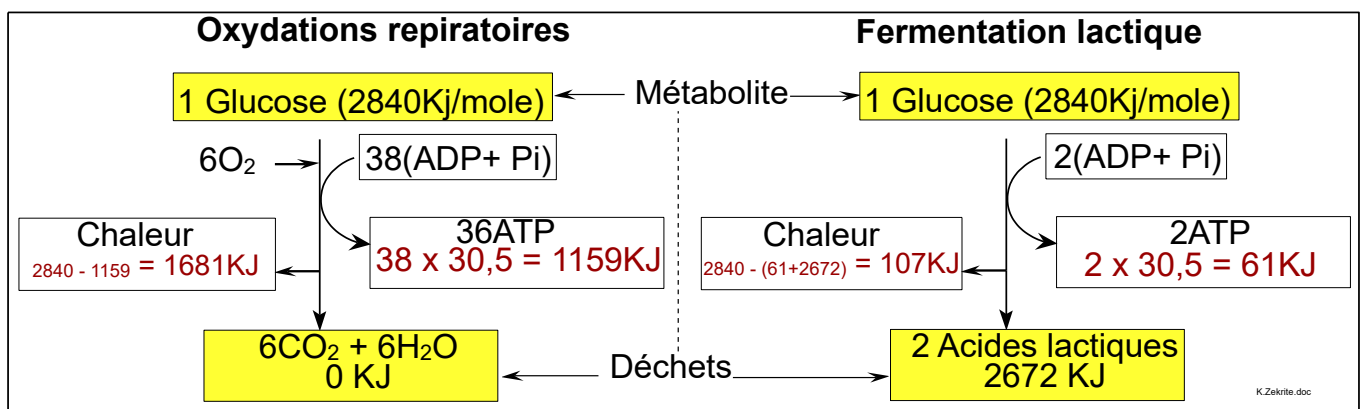 Oxydations repiratoires
Fermentation lactique
1 Glucose (2840Kj/mole)
Métabolite
1 Glucose (2840Kj/mole)
6O₂
38(ADP+ Pi)
2(ADP+ Pi)
Chaleur
2840 - 1159 = 1681KJ
36ATP
38 x 30,5 = 1159KJ
Chaleur
2840 - (61+2672) = 107KJ
2ATP
2 x 30,5 = 61KJ
6CO₂ + 6H₂O
0 KJ
Déchets
2 Acides lactiques
2672 KJ
K.Zekrite.doc